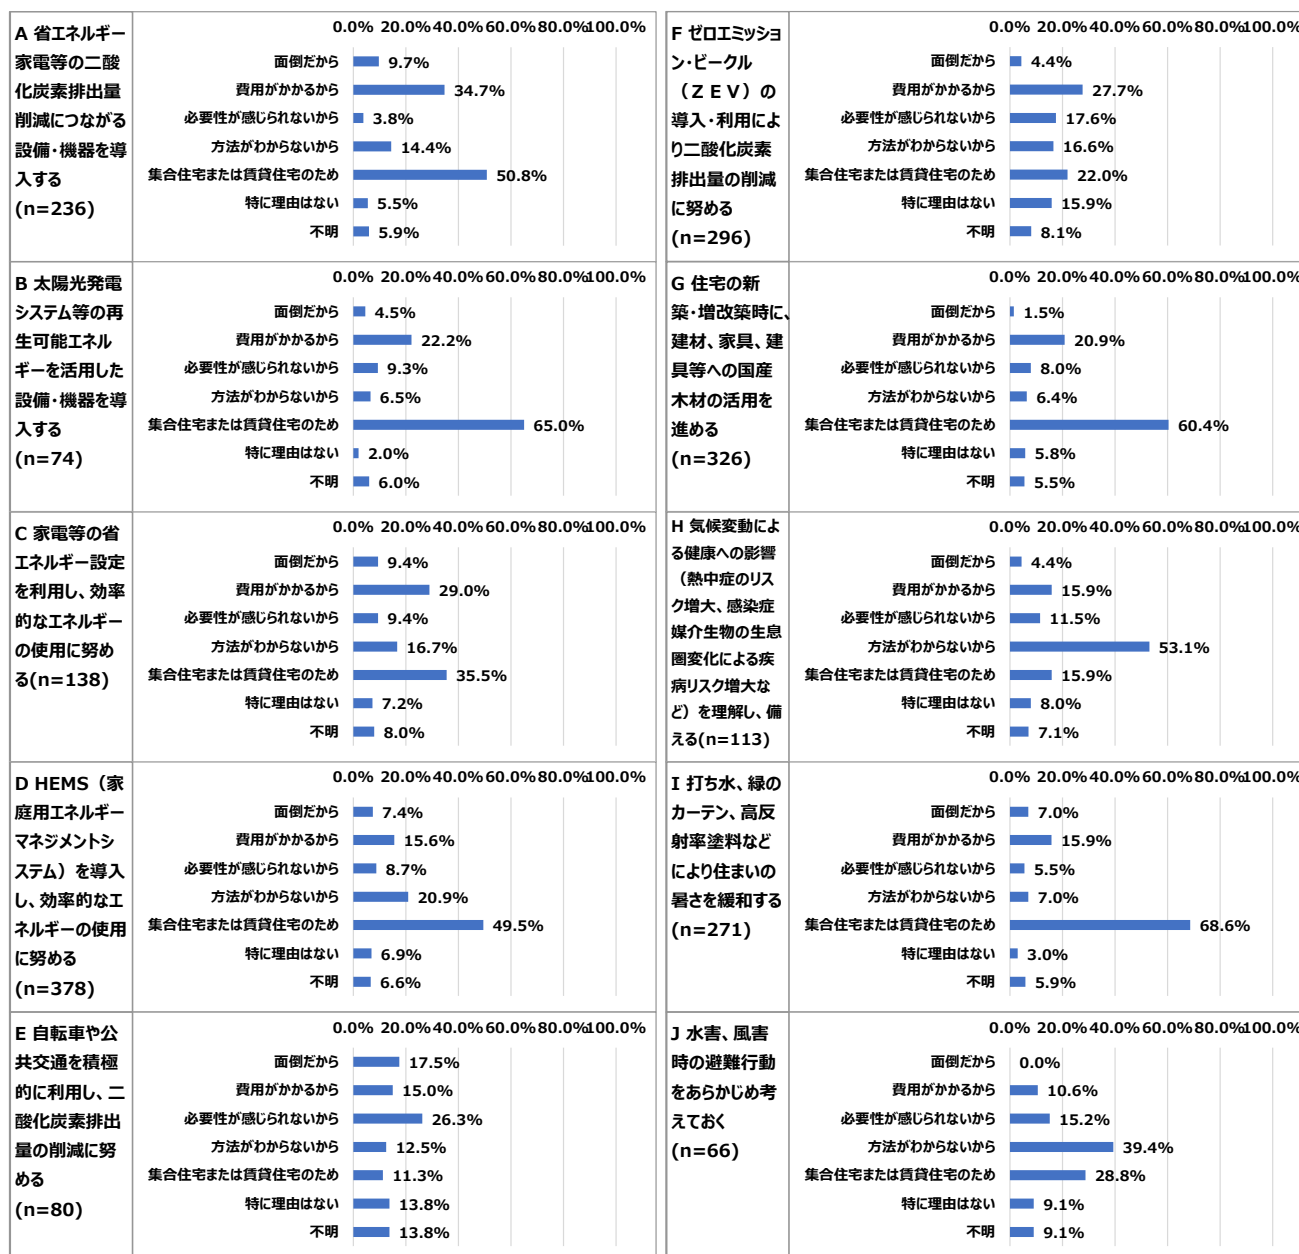 A 省エネルギー
家電等の二酸
化炭素排出量
削減につながる
設備・機器を導
入する
(n=236)
0.0% 20.0%40.0%60.0%80.0%100.0%
面倒だから 9.7%
費用がかかるから 34.7%
必要性が感じられないから 3.8%
方法がわからないから 14.4%
集合住宅または賃貸住宅のため 50.8%
特に理由はない 5.5%
不明 5.9%
B 太陽光発電
システム等の再
生可能エネル
ギーを活用した
設備・機器を導
入する
(n=74)
0.0% 20.0%40.0%60.0%80.0%100.0%
面倒だから 4.5%
費用がかかるから 22.2%
必要性が感じられないから 9.3%
方法がわからないから 6.5%
集合住宅または賃貸住宅のため 65.0%
特に理由はない 2.0%
不明 6.0%
C 家電等の省
エネルギー設定
を利用し、効率
的なエネルギー
の使用に努め
る(n=138)
0.0% 20.0%40.0%60.0%80.0%100.0%
面倒だから 9.4%
費用がかかるから 29.0%
必要性が感じられないから 9.4%
方法がわからないから 16.7%
集合住宅または賃貸住宅のため 35.5%
特に理由はない 7.2%
不明 8.0%
D HEMS（家
庭用エネルギー
マネジメントシ
ステム）を導入
し、効率的なエ
ネルギーの使用
に努める
(n=378)
0.0% 20.0%40.0%60.0%80.0%100.0%
面倒だから 7.4%
費用がかかるから 15.6%
必要性が感じられないから 8.7%
方法がわからないから 20.9%
集合住宅または賃貸住宅のため 49.5%
特に理由はない 6.9%
不明 6.6%
E 自転車や公
共交通を積極
的に利用し、二
酸化炭素排出
量の削減に努
める
(n=80)
0.0% 20.0%40.0%60.0%80.0%100.0%
面倒だから 17.5%
費用がかかるから 15.0%
必要性が感じられないから 26.3%
方法がわからないから 12.5%
集合住宅または賃貸住宅のため 11.3%
特に理由はない 13.8%
不明 13.8%
F ゼロエミッショ
ン・ビークル
（ＺＥＶ）の
導入・利用によ
り二酸化炭素
排出量の削減
に努める
(n=296)
0.0% 20.0%40.0%60.0%80.0%100.0%
面倒だから 4.4%
費用がかかるから 27.7%
必要性が感じられないから 17.6%
方法がわからないから 16.6%
集合住宅または賃貸住宅のため 22.0%
特に理由はない 15.9%
不明 8.1%
G 住宅の新
築・増改築時に、
建材、家具、建
具等への国産
木材の活用を
進める
(n=326)
0.0% 20.0%40.0%60.0%80.0%100.0%
面倒だから 1.5%
費用がかかるから 20.9%
必要性が感じられないから 8.0%
方法がわからないから 6.4%
集合住宅または賃貸住宅のため 60.4%
特に理由はない 5.8%
不明 5.5%
H 気候変動によ
る健康への影響
（熱中症のリス
ク増大、感染症
媒介生物の生息
圏変化による疾
病リスク増大な
ど）を理解し、備
える(n=113)
0.0% 20.0%40.0%60.0%80.0%100.0%
面倒だから 4.4%
費用がかかるから 15.9%
必要性が感じられないから 11.5%
方法がわからないから 53.1%
集合住宅または賃貸住宅のため 15.9%
特に理由はない 8.0%
不明 7.1%
I 打ち水、緑の
カーテン、高反
射率塗料など
により住まいの
暑さを緩和する
(n=271)
0.0% 20.0%40.0%60.0%80.0%100.0%
面倒だから 7.0%
費用がかかるから 15.9%
必要性が感じられないから 5.5%
方法がわからないから 7.0%
集合住宅または賃貸住宅のため 68.6%
特に理由はない 3.0%
不明 5.9%
J 水害、風害
時の避難行動
をあらかじめ考
えておく
(n=66)
0.0% 20.0%40.0%60.0%80.0%100.0%
面倒だから 0.0%
費用がかかるから 10.6%
必要性が感じられないから 15.2%
方法がわからないから 39.4%
集合住宅または賃貸住宅のため 28.8%
特に理由はない 9.1%
不明 9.1%